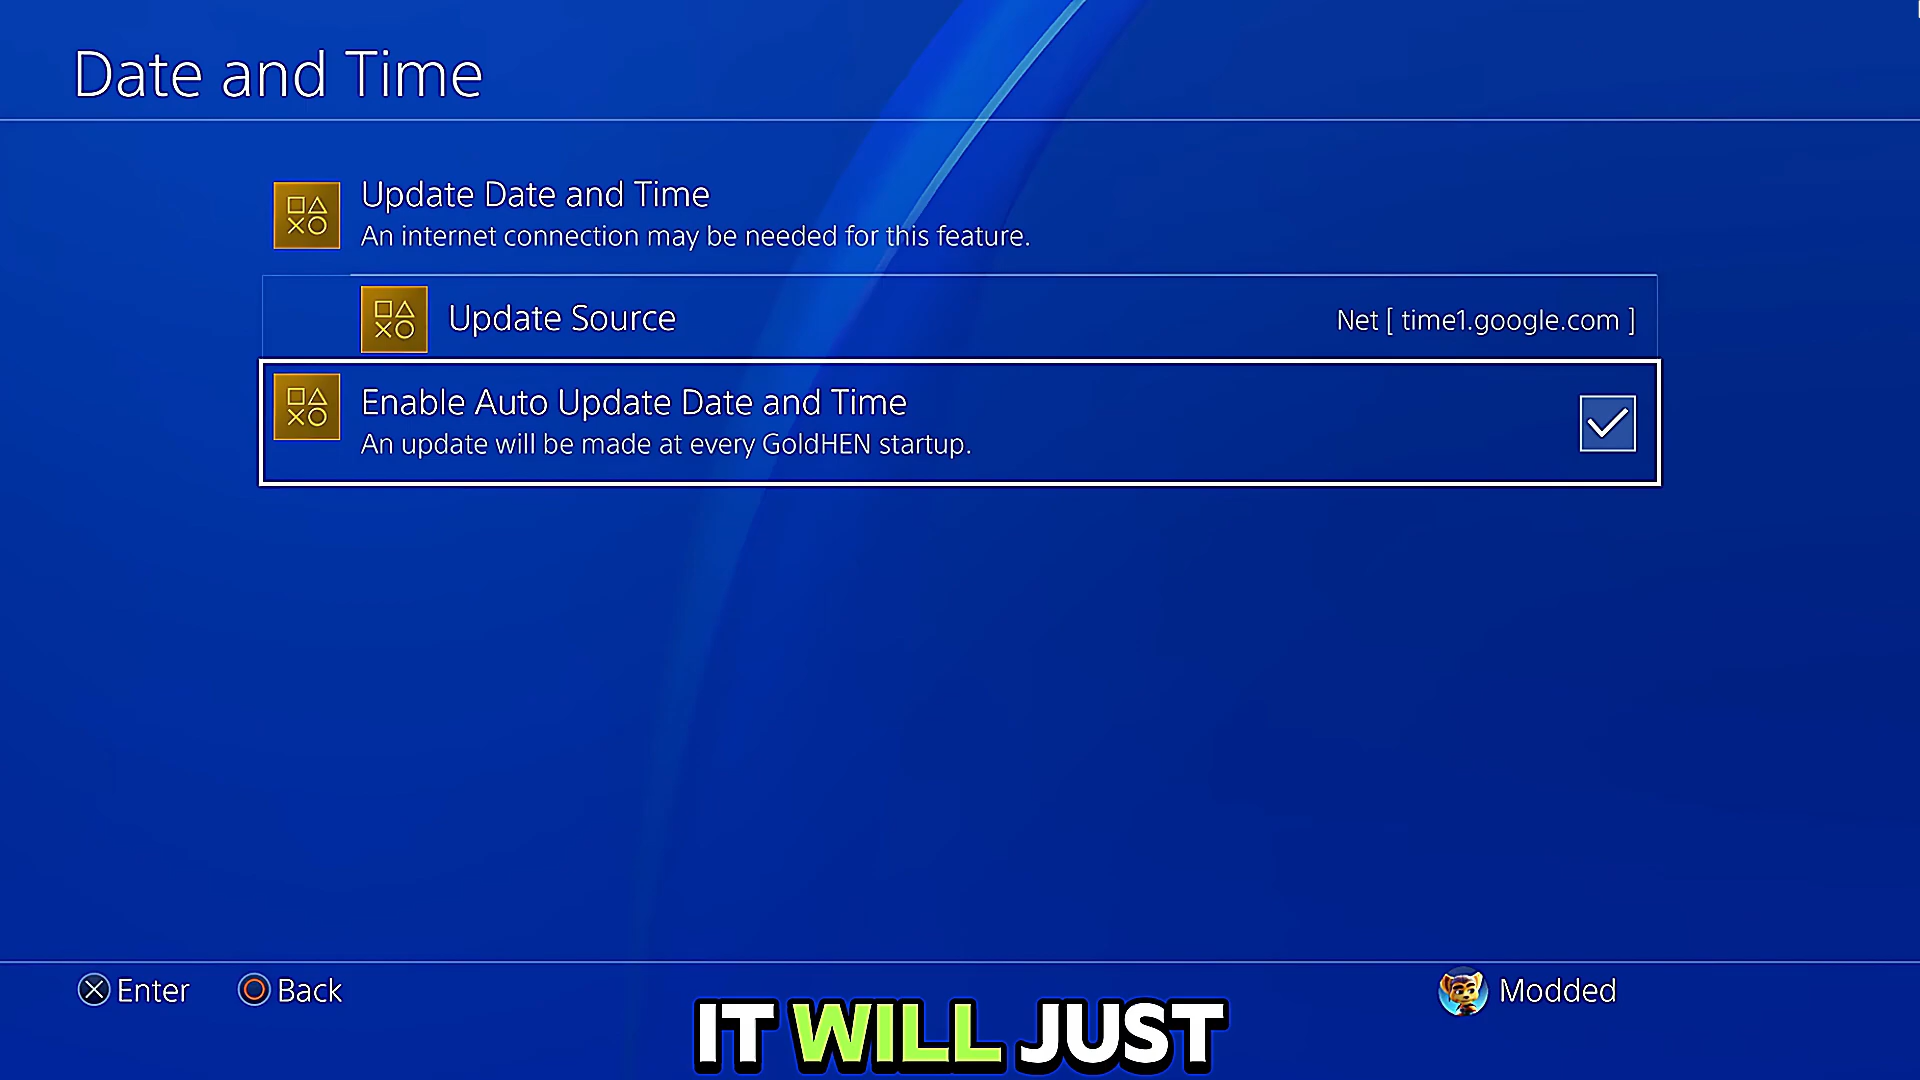 Date and Time
Update Date and Time
An internet connection may be needed for this feature.
Update Source
Net [ time1.google.com ]
Enable Auto Update Date and Time
An update will be made at every GoldHEN startup.
Enter
Back
Modded
IT WILL JUST